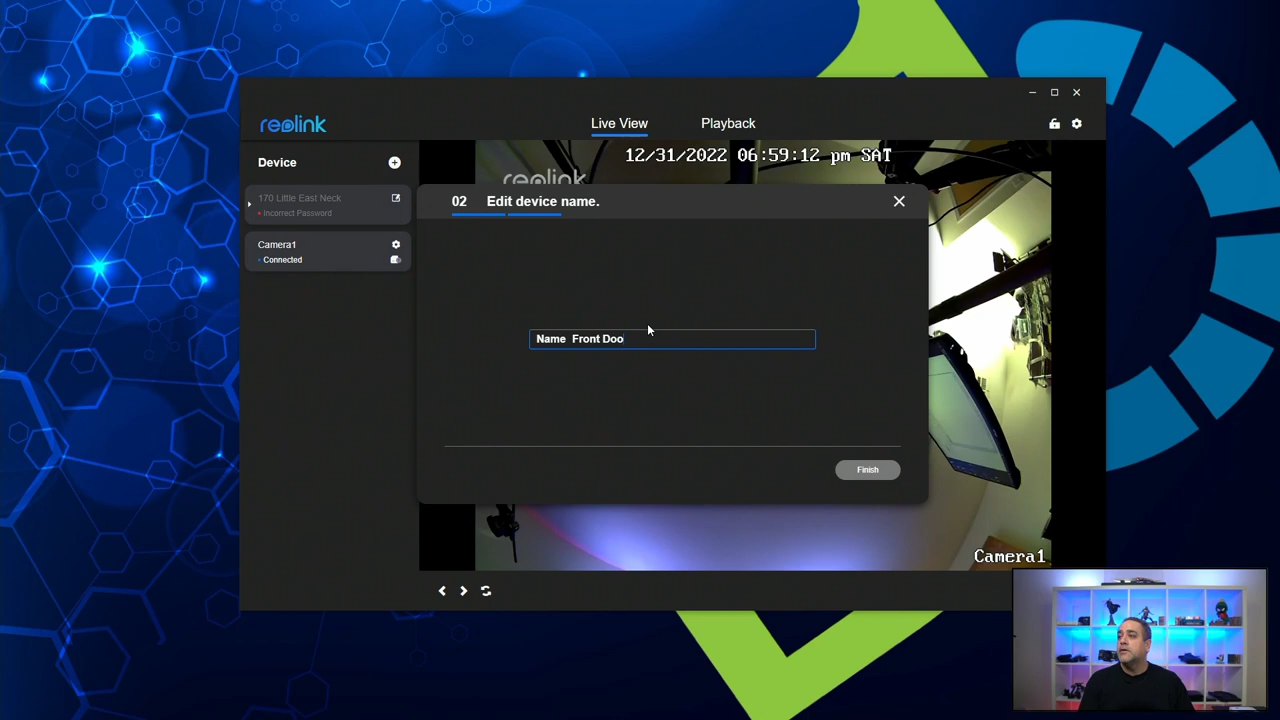 reolink
Live View
Playback
Device
12/31/2022 06:59:12 pm SAT
reolink
170 Little East Neck
Incorrect Password
02 Edit device name.
Camera1
Connected
Name Front Doo
Finish
Camera1